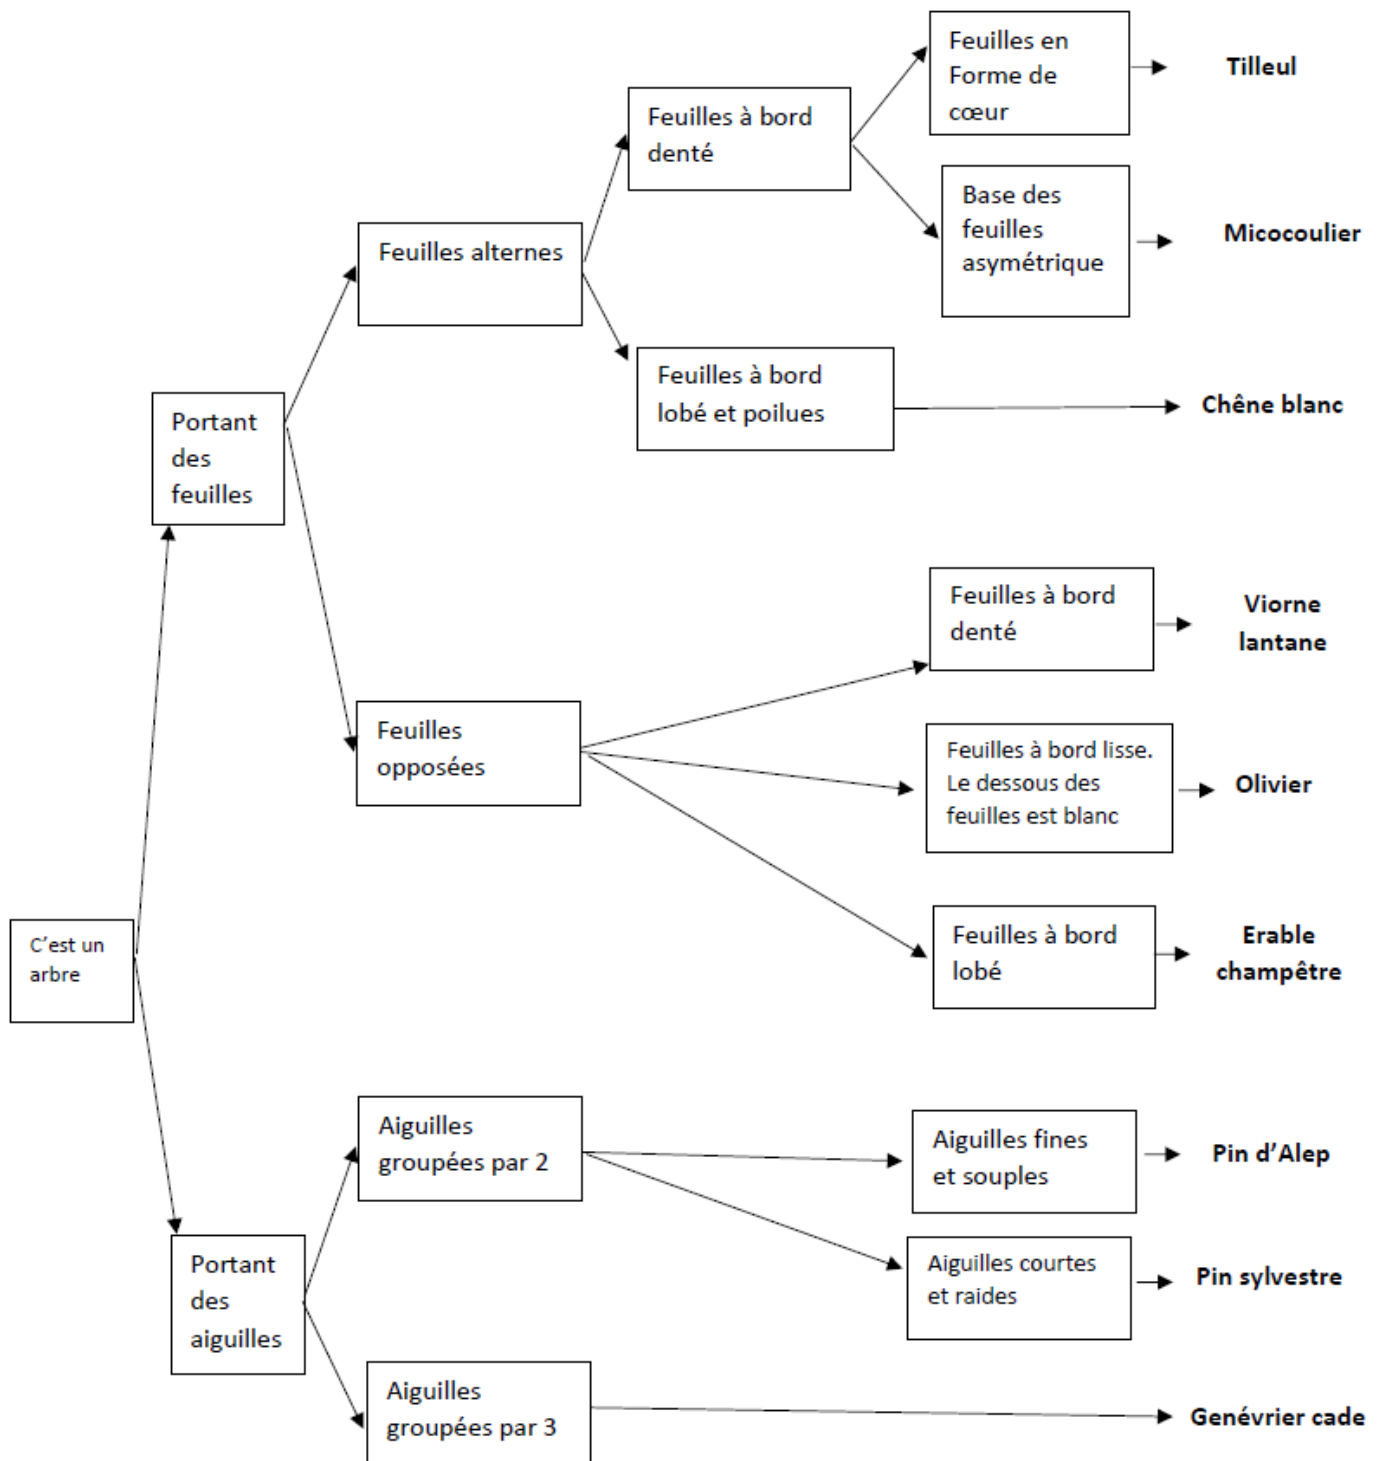 Feuilles en
Forme de
cœur
Tilleul
Feuilles à bord
denté
Base des
feuilles
asymétrique
Micocoulier
Feuilles alternes
Feuilles à bord
lobé et poilues
Chêne blanc
Portant
des
feuilles
Feuilles à bord
denté
Viorne
lantane
Feuilles
opposées
Feuilles à bord lisse.
Le dessous des
feuilles est blanc
Olivier
C'est un
arbre
Feuilles à bord
lobé
Erable
champêtre
Aiguilles
groupées par 2
Aiguilles fines
et souples
Pin d'Alep
Portant
des
aiguilles
Aiguilles courtes
et raides
Pin sylvestre
Aiguilles
groupées par 3
Genévrier cade